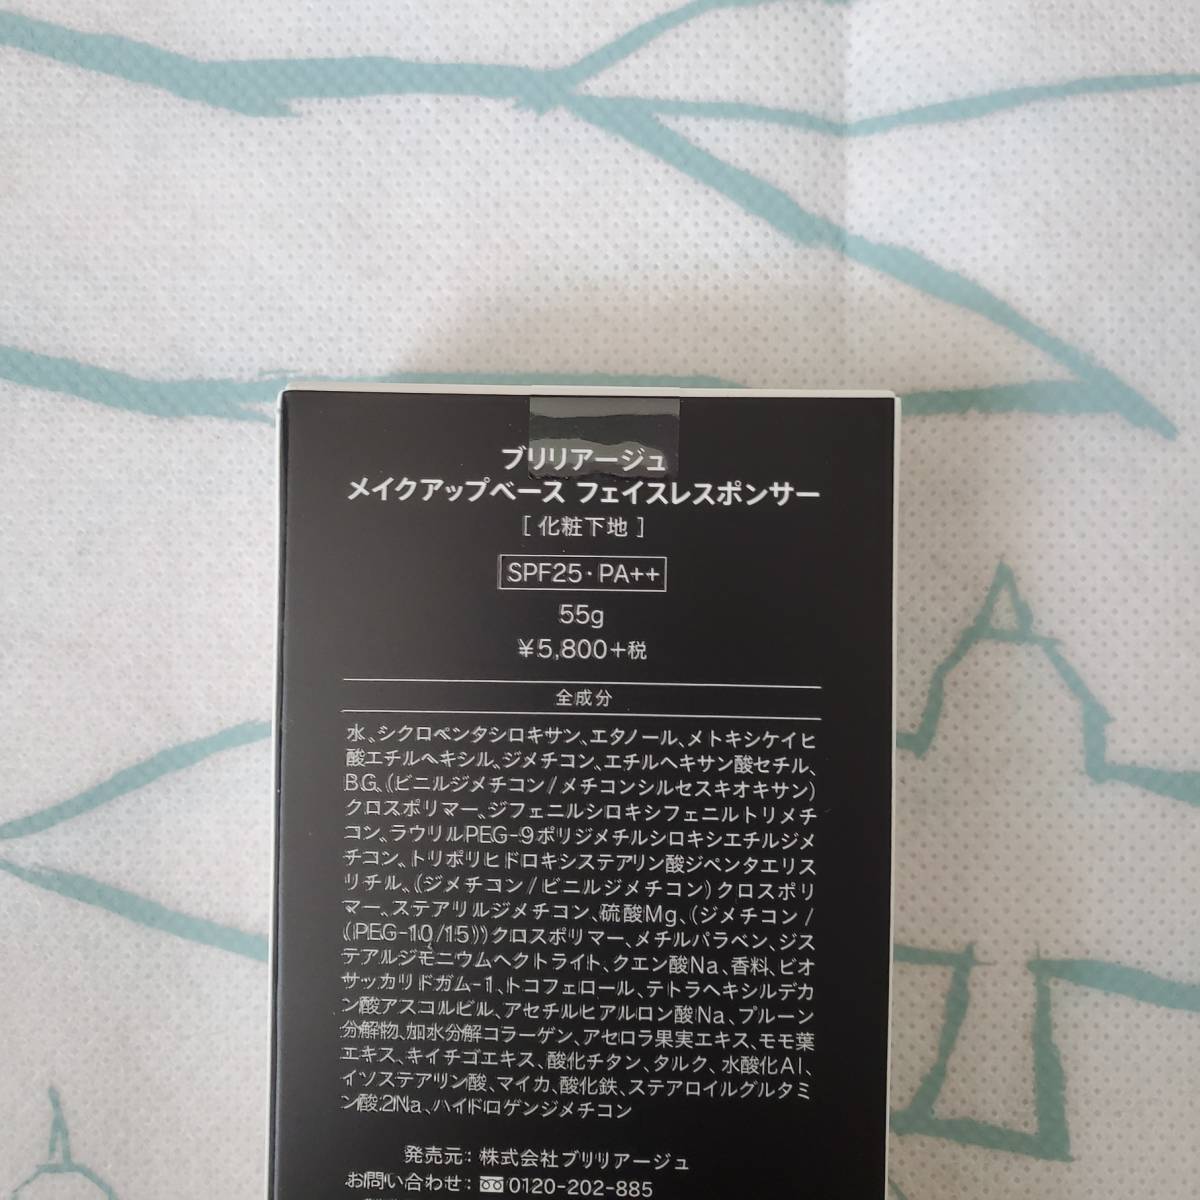 ブリリアージュ
メイクアップベース フェイスレスポンサー
[ 化粧下地 ]
SPF25・PA++
55g
¥5,800+税
全成分
水、シクロペンタシロキサン、エタノール、メトキシケイヒ
酸エチルヘキシル、ジメチコン、エチルヘキサン酸セチル、
BG、(ビニルジメチコン/メチコンシルセスキオキサン)
クロスポリマー、ジフェニルシロキシフェニルトリメチ
コン、ラウリルPEG-9ポリジメチルシロキシエチルジメ
チコン、トリポリヒドロキシステアリン酸ジペンタエリス
リチル、(ジメチコン/ビニルジメチコン)クロスポリ
マー、ステアリルジメチコン、硫酸Mg、(ジメチコン/
(PEG-10/15))クロスポリマー、メチルパラベン、ジス
テアルジモニウムヘクトライト、クエン酸Na、香料、ビオ
サッカリドガム-1、トコフェロール、テトラヘキシルデカ
ン酸アスコルビル、アセチルヒアルロン酸Na、プルーン
分解物、加水分解コラーゲン、アセロラ果実エキス、モモ葉
エキス、キイチゴエキス、酸化チタン、タルク、水酸化Al、
イソステアリン酸、マイカ、酸化鉄、ステアロイルグルタミ
ン酸2Na、ハイドロゲンジメチコン
発売元：株式会社ブリリアージュ
お問い合わせ：0120-202-885